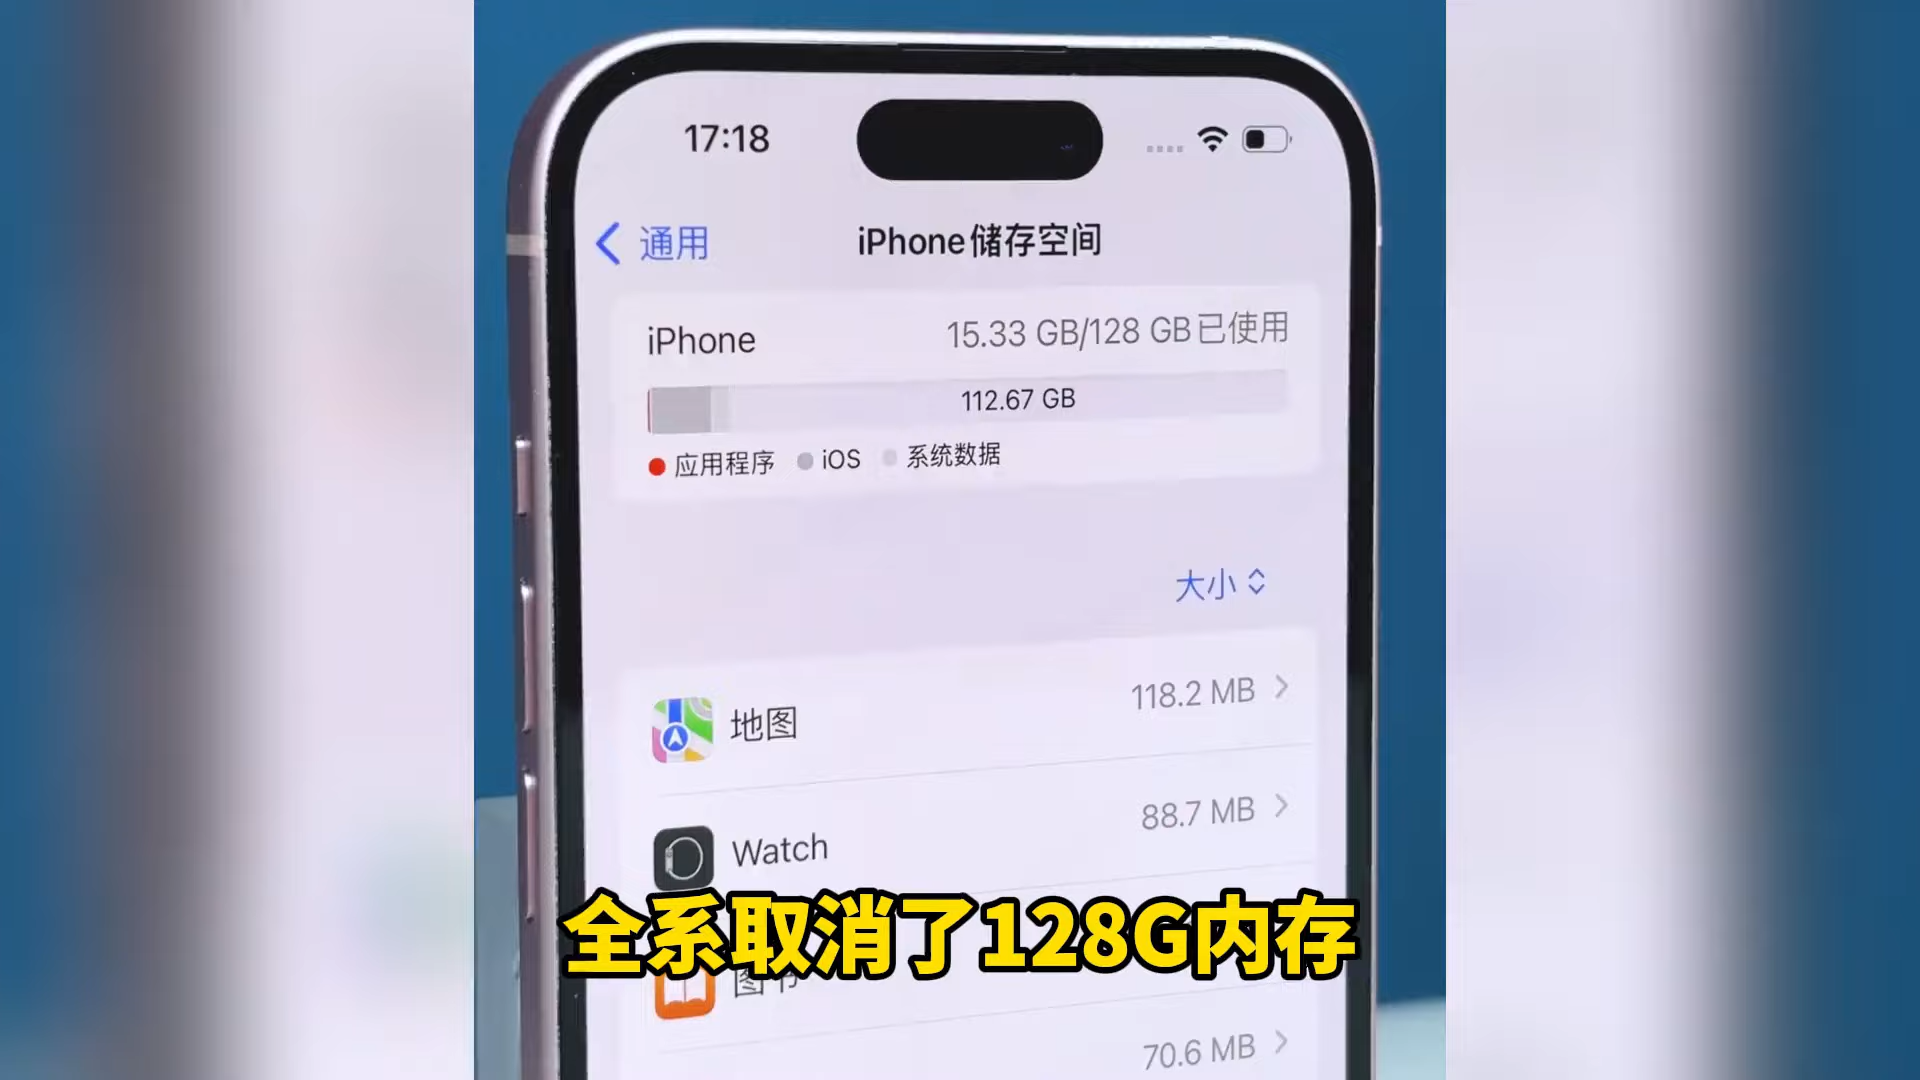 17:18
通用
iPhone储存空间
iPhone
15.33 GB/128 GB已使用
112.67 GB
应用程序 iOS 系统数据
大小
地图
118.2 MB
Watch
88.7 MB
全系取消了128G内存
图书
70.6 MB